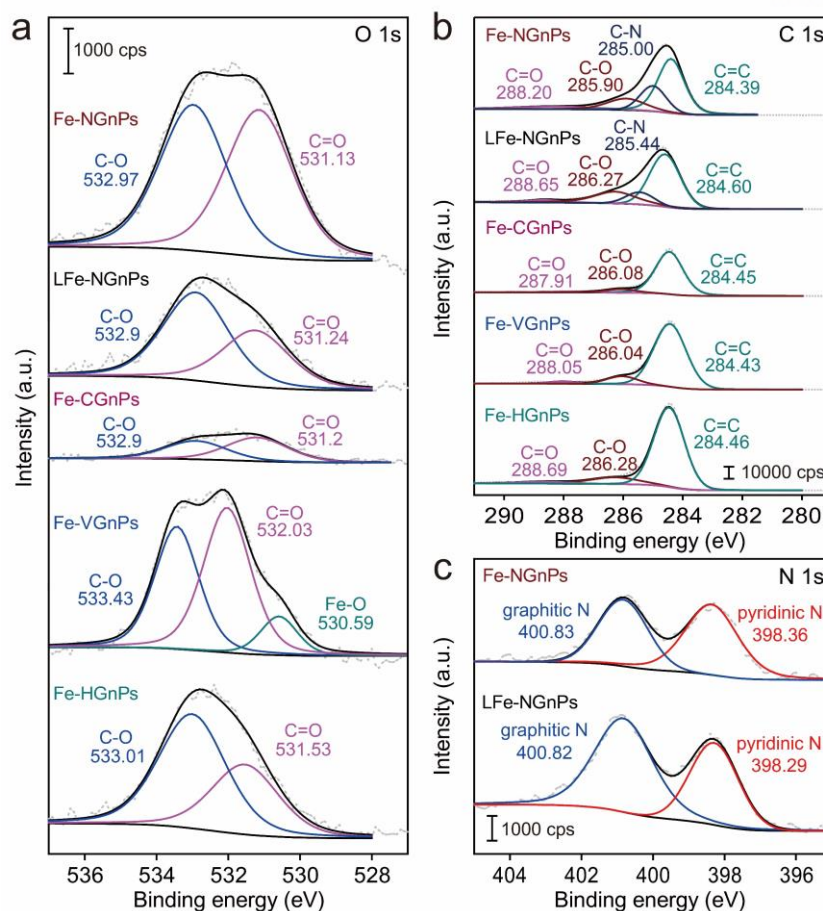 a
O 1s
1000 cps
Fe-NGnPs
C-O
532.97
C=O
531.13
LFe-NGnPs
C-O
532.9
C=O
531.24
Fe-CGnPs
C-O
532.9
C=O
531.2
Fe-VGnPs
C-O
533.43
C=O
532.03
Fe-O
530.59
Fe-HGnPs
C-O
533.01
C=O
531.53
536 534 532 530 528
Binding energy (eV)
Intensity (a.u.)
b
C 1s
Fe-NGnPs
C=O
288.20
C-O
285.90
C-N
285.00
C=C
284.39
LFe-NGnPs
C=O
288.65
C-O
286.27
C-N
285.44
C=C
284.60
Fe-CGnPs
C=O
287.91
C-O
286.08
C=C
284.45
Fe-VGnPs
C=O
288.05
C-O
286.04
C=C
284.43
Fe-HGnPs
C=O
288.69
C-O
286.28
C=C
284.46
10000 cps
290 288 286 284 282 280
Binding energy (eV)
Intensity (a.u.)
c
N 1s
Fe-NGnPs
graphitic N
400.83
pyridinic N
398.36
LFe-NGnPs
graphitic N
400.82
pyridinic N
398.29
1000 cps
404 402 400 398 396
Binding energy (eV)
Intensity (a.u.)